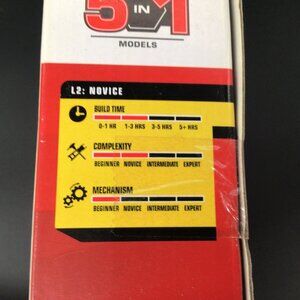 5 IN 1
MODELS
L2: NOVICE
BUILD TIME
0-1 HR 1-3 HRS 3-5 HRS 5+ HRS
COMPLEXITY
BEGINNER NOVICE INTERMEDIATE EXPERT
MECHANISM
BEGINNER NOVICE INTERMEDIATE EXPERT